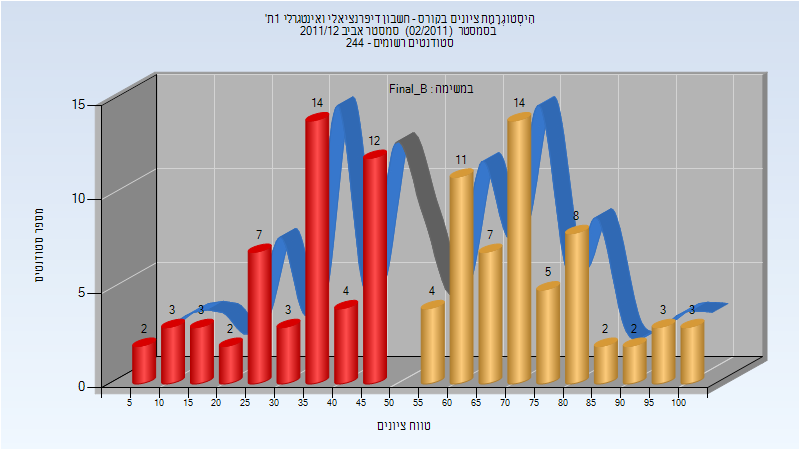 הִיסְטוֹגְרָמַת ציונים בקורס - חשבון דיפרנציאלי ואינטגרלי 1ת'
בסמסטר (02/2011) סמסטר אביב 2011/12
סטודנטים רשומים - 244
במשימה : Final_B
מספר סטודנטים
15
10
5
0
2 3 3 2 7 3 14 4 12 4 11 7 14 5 8 2 2 3 3
5 10 15 20 25 30 35 40 45 50 55 60 65 70 75 80 85 90 95 100
טווח ציונים